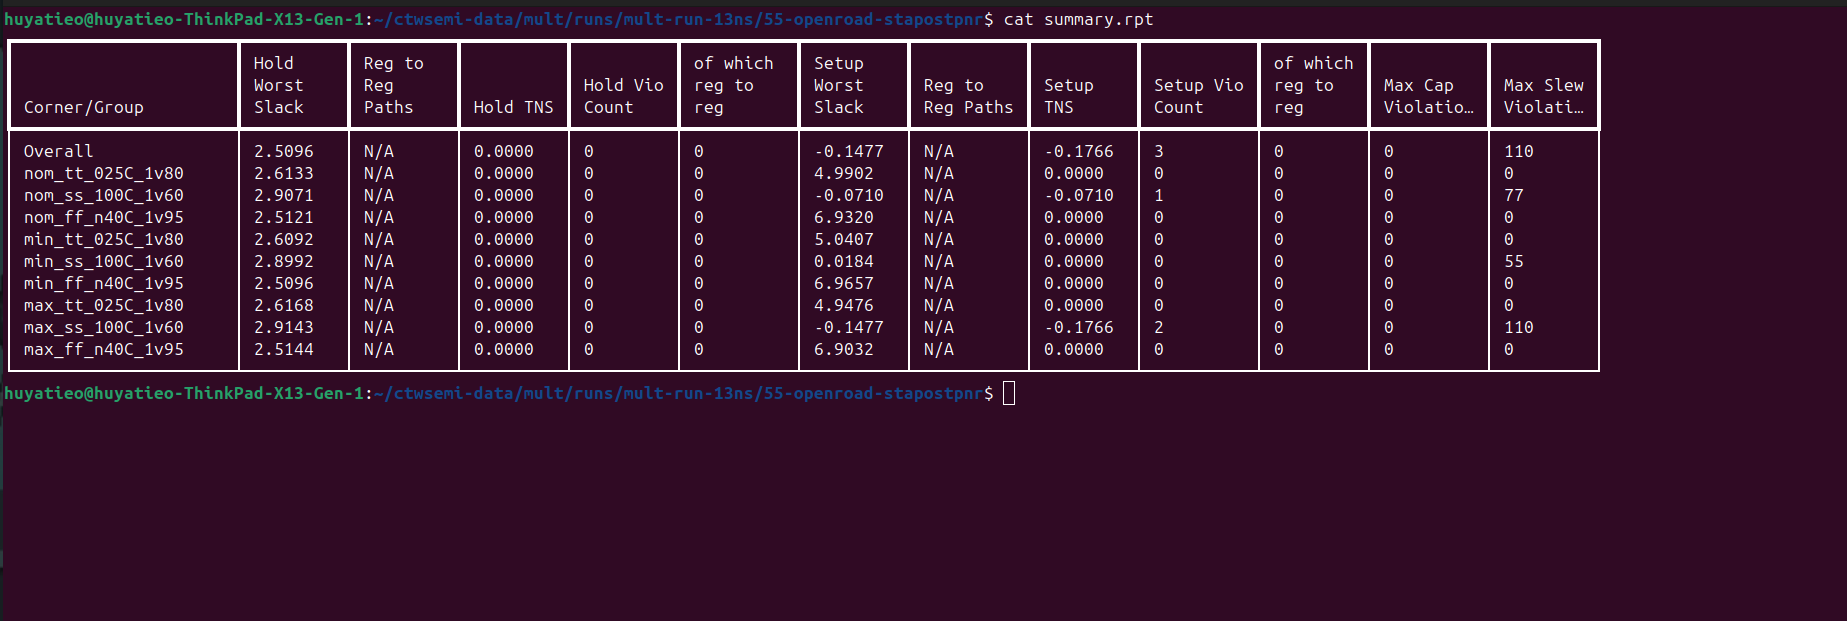 huyatieo@huyatieo-ThinkPad-X13-Gen-1:~/ctwsemi-data/mult/runs/mult-run-13ns/55-openroad-stapostpnr$ cat summary.rpt
Hold Reg to of which Setup of which
Worst Reg Hold Vio reg to Worst Reg to Setup Setup Vio reg to Max Cap Max Slew
Corner/Group Slack Paths Hold TNS Count reg Slack Reg Paths TNS Count reg Violatio… Violati…
Overall 2.5096 N/A 0.0000 0 0 -0.1477 N/A -0.1766 3 0 0 110
nom_tt_025C_1v80 2.6133 N/A 0.0000 0 0 4.9902 N/A 0.0000 0 0 0 0
nom_ss_100C_1v60 2.9071 N/A 0.0000 0 0 -0.0710 N/A -0.0710 1 0 0 77
nom_ff_n40C_1v95 2.5121 N/A 0.0000 0 0 6.9320 N/A 0.0000 0 0 0 0
min_tt_025C_1v80 2.6092 N/A 0.0000 0 0 5.0407 N/A 0.0000 0 0 0 0
min_ss_100C_1v60 2.8992 N/A 0.0000 0 0 0.0184 N/A 0.0000 0 0 0 55
min_ff_n40C_1v95 2.5096 N/A 0.0000 0 0 6.9657 N/A 0.0000 0 0 0 0
max_tt_025C_1v80 2.6168 N/A 0.0000 0 0 4.9476 N/A 0.0000 0 0 0 0
max_ss_100C_1v60 2.9143 N/A 0.0000 0 0 -0.1477 N/A -0.1766 2 0 0 110
max_ff_n40C_1v95 2.5144 N/A 0.0000 0 0 6.9032 N/A 0.0000 0 0 0 0
huyatieo@huyatieo-ThinkPad-X13-Gen-1:~/ctwsemi-data/mult/runs/mult-run-13ns/55-openroad-stapostpnr$